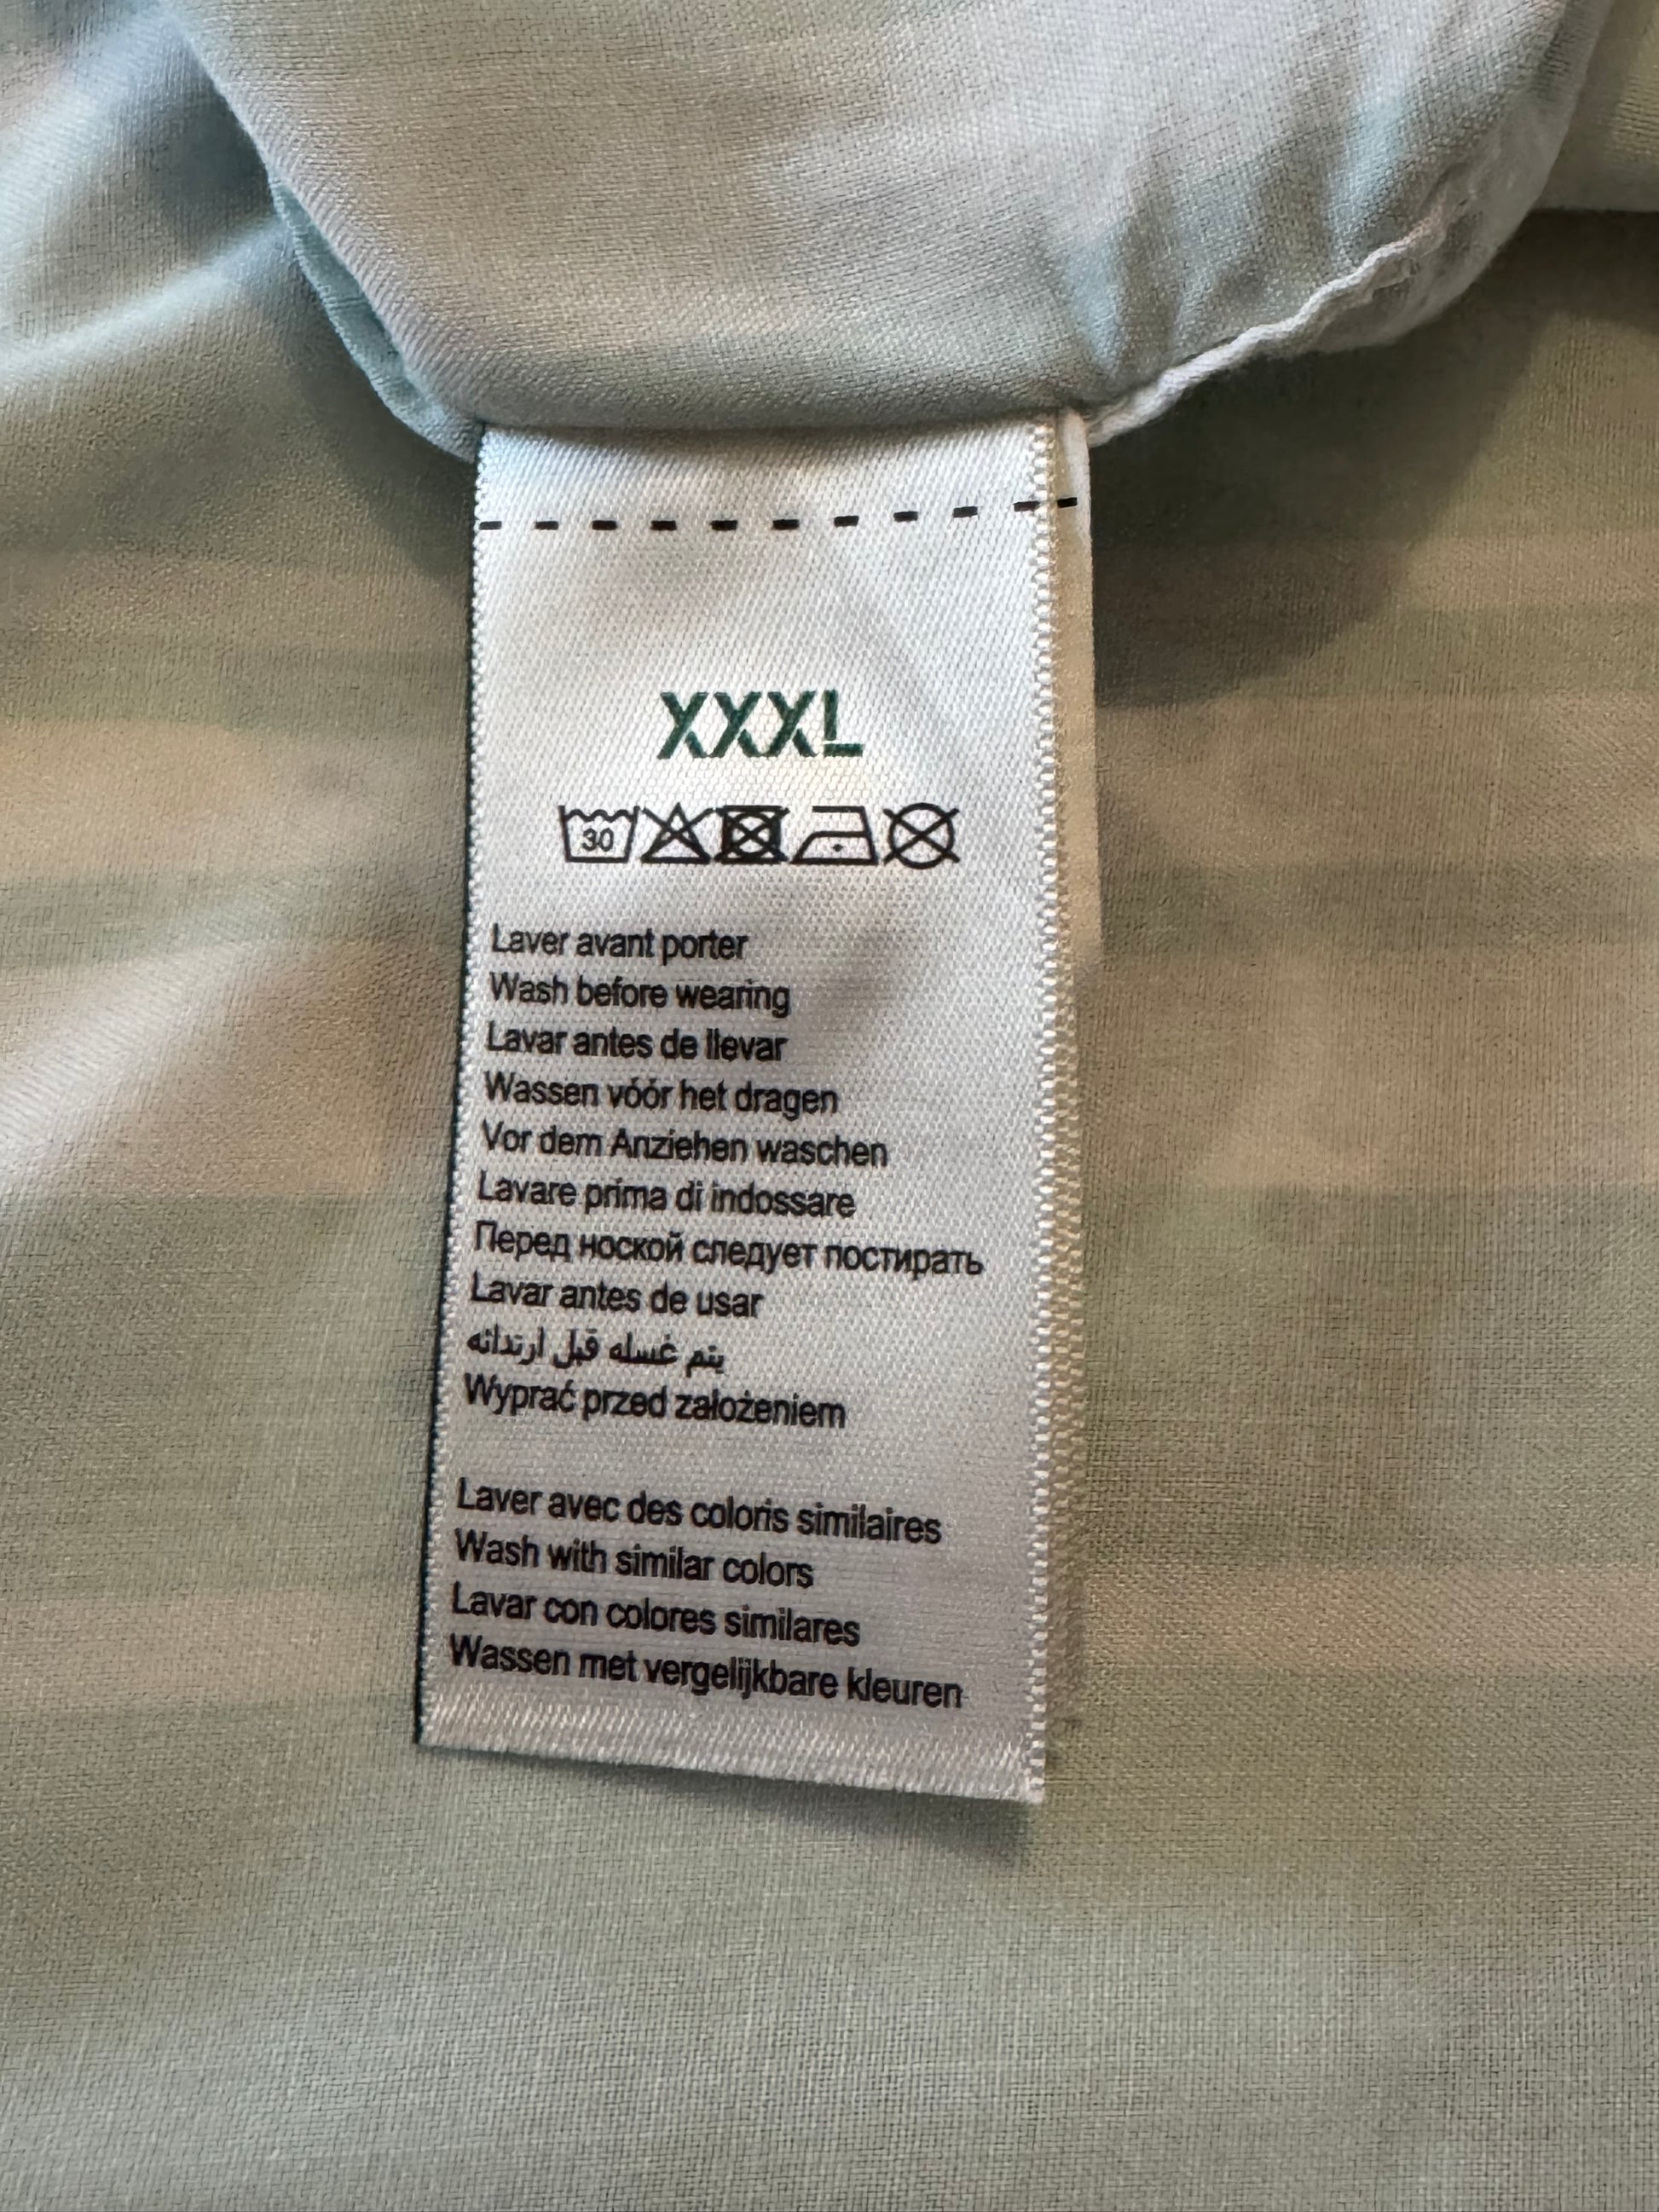 XXXL
30
Laver avant porter
Wash before wearing
Lavar antes de llevar
Wassen vóór het dragen
Vor dem Anziehen waschen
Lavare prima di indossare
Перед ноской следует постирать
Lavar antes de usar
يتم غسله قبل ارتدائه
Wyprać przed założeniem
Laver avec des coloris similaires
Wash with similar colors
Lavar con colores similares
Wassen met vergelijkbare kleuren